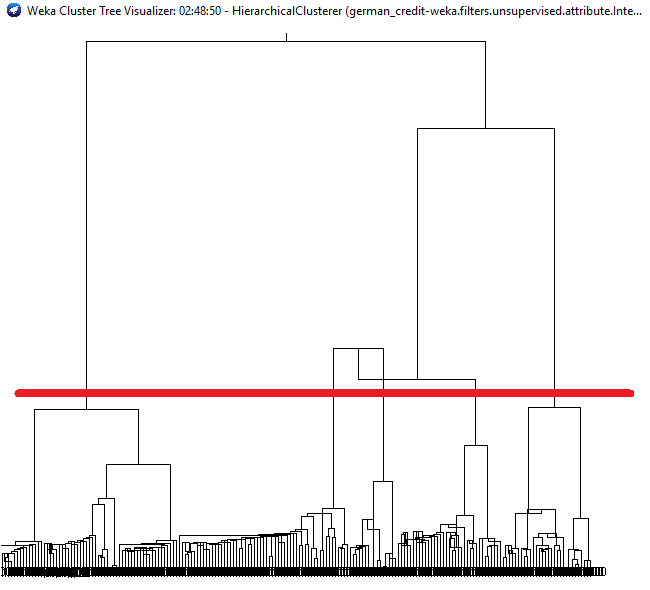 Weka Cluster Tree Visualizer: 02:48:50 - HierarchicalClusterer (german_credit-weka.filters.unsupervised.attribute.Inte...